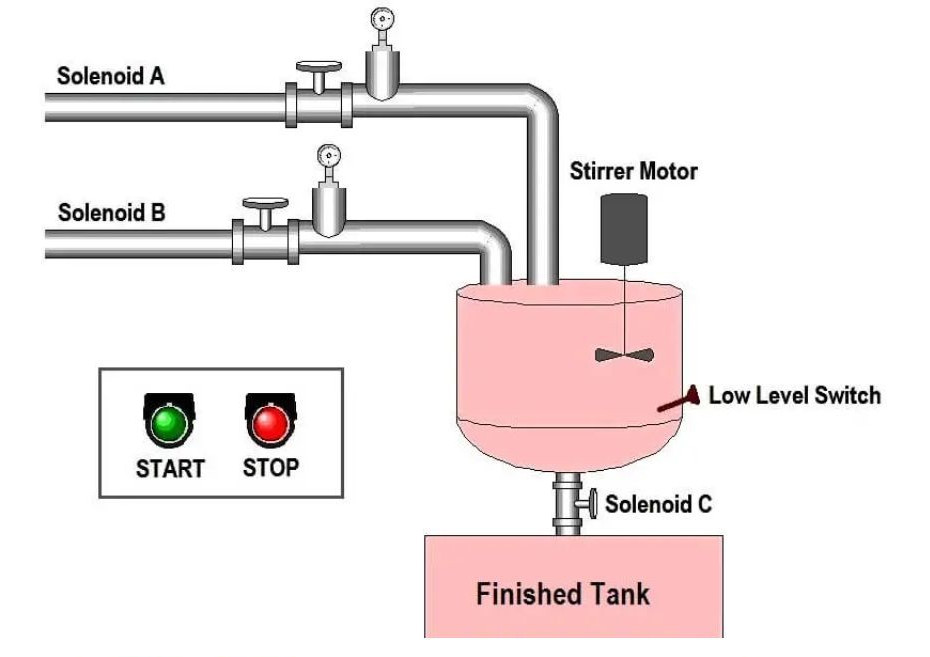 Solenoid A
Solenoid B
Stirrer Motor
Low Level Switch
START
STOP
Solenoid C
Finished Tank